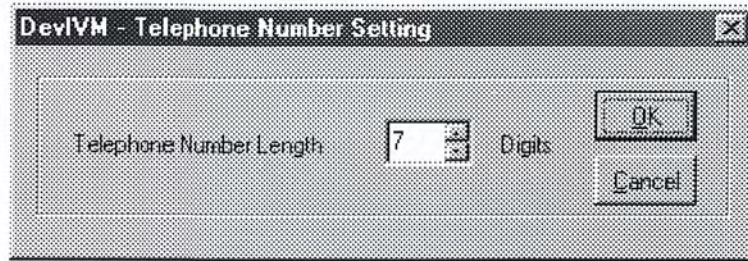 DevIVM - Telephone Number Setting
Telephone Number Length 7 Digits
OK
Cancel